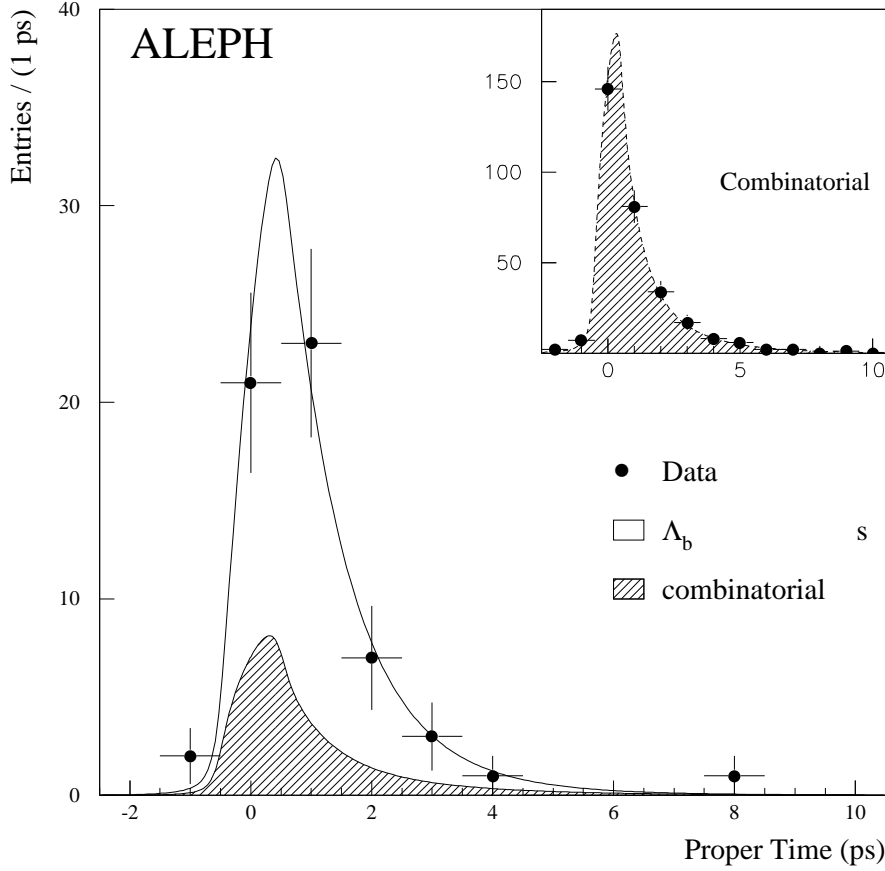 ALEPH
Entries / (1 ps)
40
30
20
10
0
-2 0 2 4 6 8 10
Proper Time (ps)
150
100
50
0 5 10
Combinatorial
Data
Λb s
combinatorial